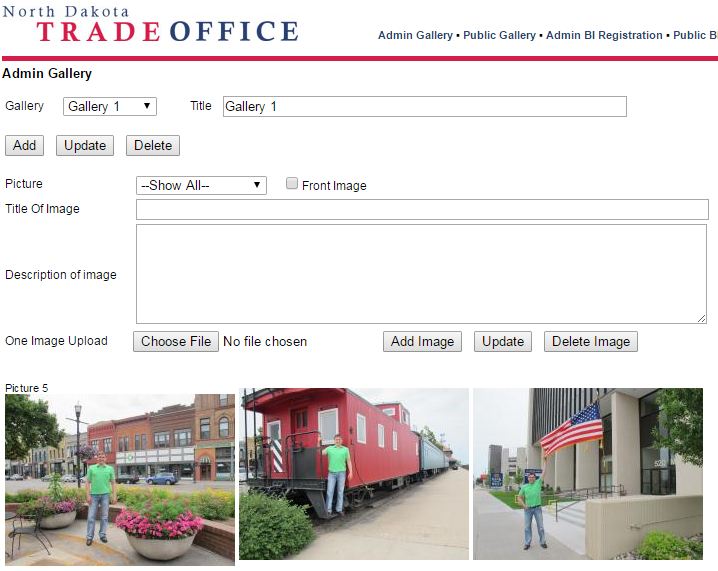 North Dakota
TRADE OFFICE
Admin Gallery • Public Gallery • Admin BI Registration • Public B
Admin Gallery
Gallery Gallery 1 Title Gallery 1
Add Update Delete
Picture --Show All-- Front Image
Title Of Image
Description of image
One Image Upload Choose File No file chosen Add Image Update Delete Image
Picture 5
520